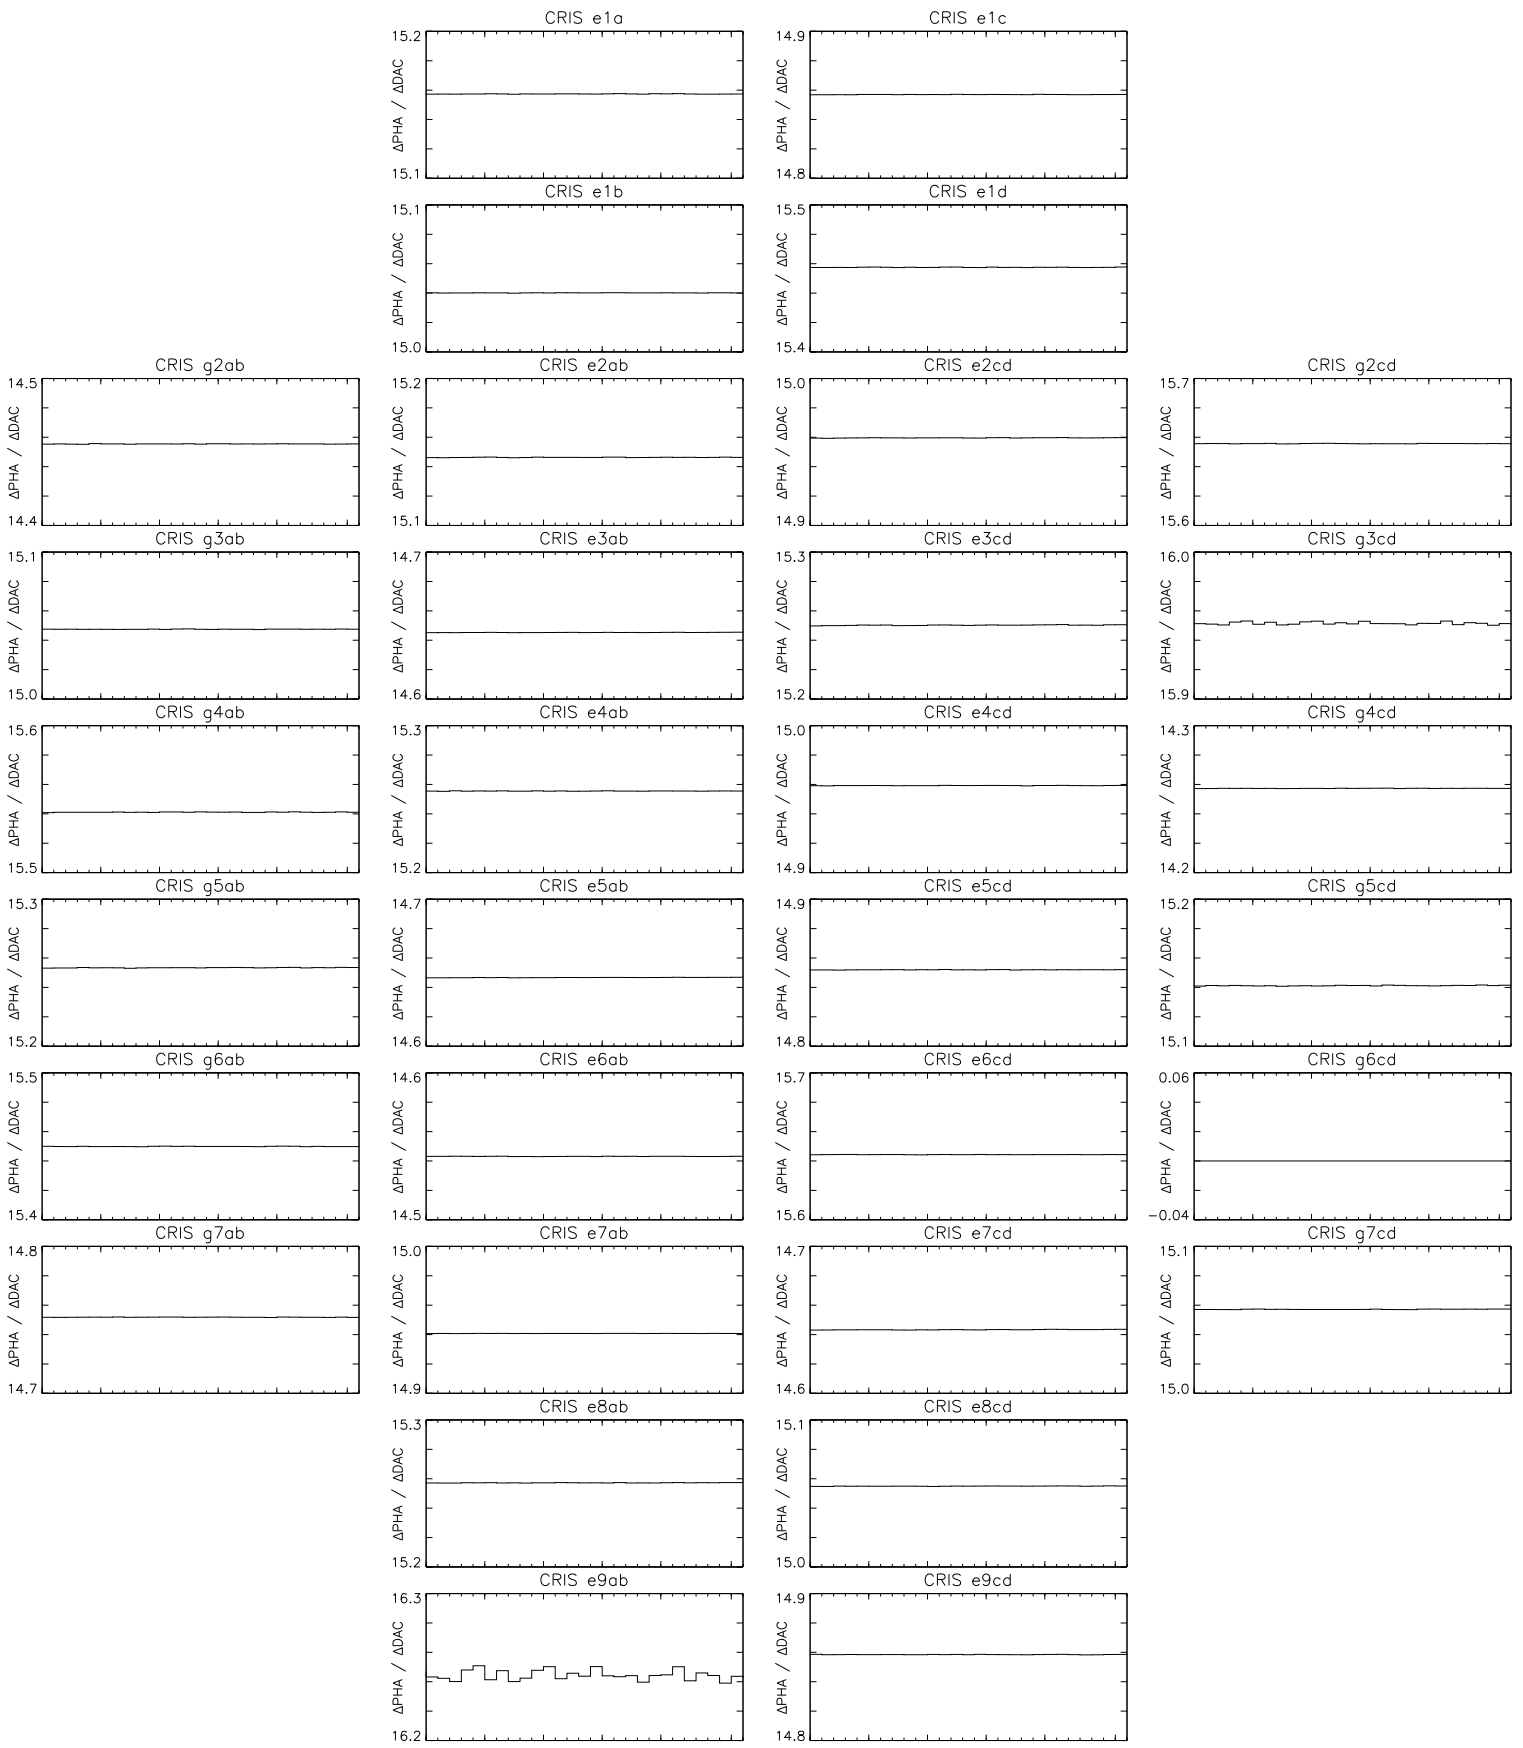 CRIS e1a
15.2
ΔPHA / ΔDAC
15.1
CRIS e1c
14.9
ΔPHA / ΔDAC
14.8
CRIS e1b
15.1
ΔPHA / ΔDAC
15.0
CRIS e1d
15.5
ΔPHA / ΔDAC
15.4
CRIS g2ab
14.5
ΔPHA / ΔDAC
14.4
CRIS e2ab
15.2
ΔPHA / ΔDAC
15.1
CRIS e2cd
15.0
ΔPHA / ΔDAC
14.9
CRIS g2cd
15.7
ΔPHA / ΔDAC
15.6
CRIS g3ab
15.1
ΔPHA / ΔDAC
15.0
CRIS e3ab
14.7
ΔPHA / ΔDAC
14.6
CRIS e3cd
15.3
ΔPHA / ΔDAC
15.2
CRIS g3cd
16.0
ΔPHA / ΔDAC
15.9
CRIS g4ab
15.6
ΔPHA / ΔDAC
15.5
CRIS e4ab
15.3
ΔPHA / ΔDAC
15.2
CRIS e4cd
15.0
ΔPHA / ΔDAC
14.9
CRIS g4cd
14.3
ΔPHA / ΔDAC
14.2
CRIS g5ab
15.3
ΔPHA / ΔDAC
15.2
CRIS e5ab
14.7
ΔPHA / ΔDAC
14.6
CRIS e5cd
14.9
ΔPHA / ΔDAC
14.8
CRIS g5cd
15.2
ΔPHA / ΔDAC
15.1
CRIS g6ab
15.5
ΔPHA / ΔDAC
15.4
CRIS e6ab
14.6
ΔPHA / ΔDAC
14.5
CRIS e6cd
15.7
ΔPHA / ΔDAC
15.6
CRIS g6cd
0.06
ΔPHA / ΔDAC
−0.04
CRIS g7ab
14.8
ΔPHA / ΔDAC
14.7
CRIS e7ab
15.0
ΔPHA / ΔDAC
14.9
CRIS e7cd
14.7
ΔPHA / ΔDAC
14.6
CRIS g7cd
15.1
ΔPHA / ΔDAC
15.0
CRIS e8ab
15.3
ΔPHA / ΔDAC
15.2
CRIS e8cd
15.1
ΔPHA / ΔDAC
15.0
CRIS e9ab
16.3
ΔPHA / ΔDAC
16.2
CRIS e9cd
14.9
ΔPHA / ΔDAC
14.8